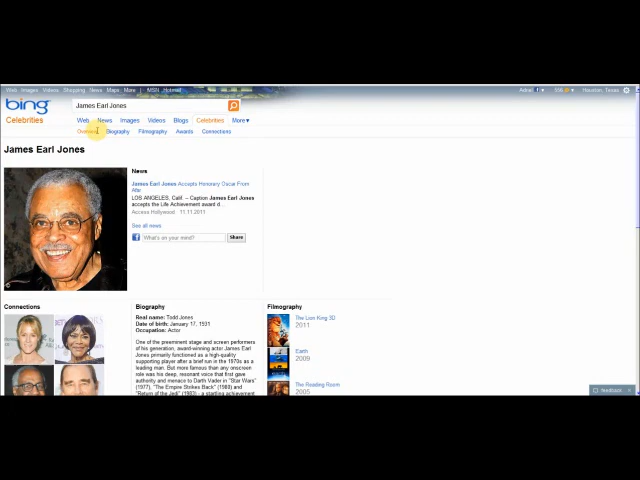 Web Images Videos Shopping News Maps More | MSN Hotmail
Houston, Texas
bing
Celebrities
James Earl Jones
Web News Images Videos Blogs Celebrities More▾
Biography Filmography Awards Connections
James Earl Jones
News
James Earl Jones Accepts Honorary Oscar From
After
LOS ANGELES, Calif. -- Caption James Earl Jones
accepts the Life Achievement award d...
Access Hollywood 11.11.2011
See all news
What's on your mind? Share
Connections
Biography
Real name: Todd Jones
Date of birth: January 17, 1931
Occupation: Actor
One of the preeminent stage and screen performers
of his generation, award-winning actor James Earl
Jones primarily functioned as a high-quality
supporting player after a brief run in the 1970s as a
leading man. But more famous than any onscreen
role was his deep, resonant voice that first gave
authority and menace to Darth Vader in "Star Wars"
(1977), "The Empire Strikes Back" (1980) and
"Return of the Jedi" (1983) - a startling achievement
Filmography
The Lion King 3D
2011
Earth
2009
The Reading Room
2005
feedback